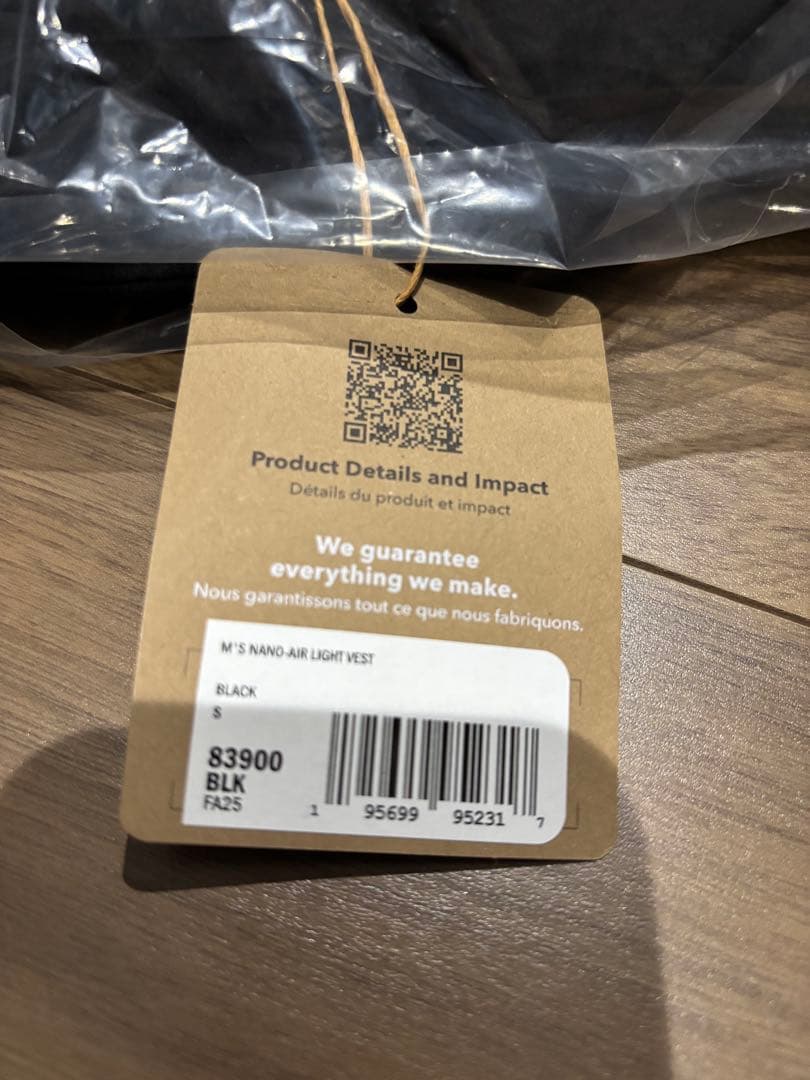 Product Details and Impact
Détails du produit et impact
We guarantee
everything we make.
Nous garantissons tout ce que nous fabriquons.
M'S NANO-AIR LIGHT VEST
BLACK
S
83900
BLK
FA25
1 95699 95231 7